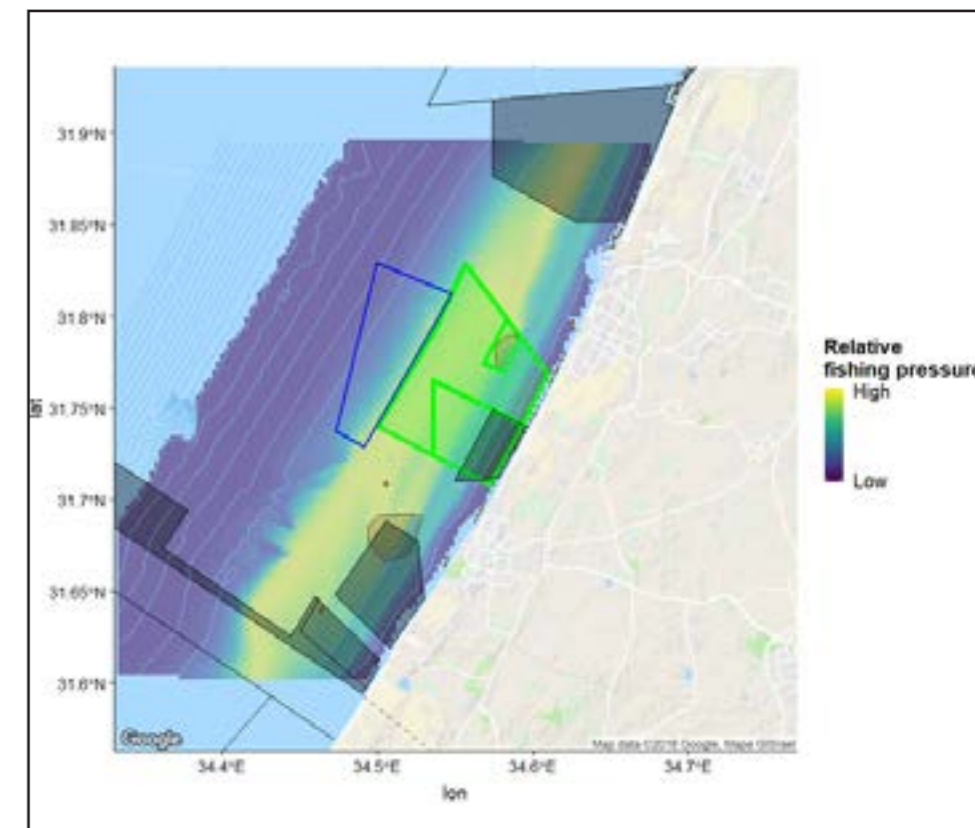 31.9°N
31.85°N
31.8°N
31.75°N
31.7°N
31.65°N
31.6°N
lat
34.4°E
34.5°E
34.6°E
34.7°E
lon
Relative
fishing pressure
High
Low
Google
Map data ©2018 Google, Mapa GISrael